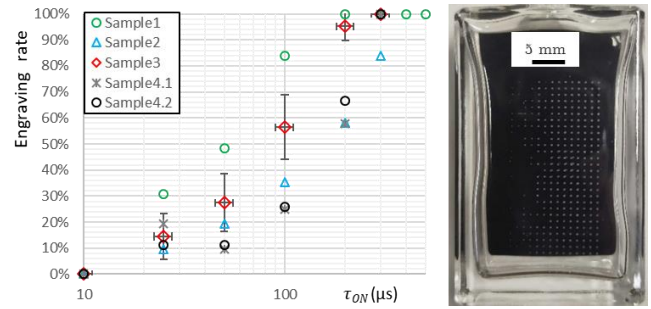 Engraving rate
100%
90%
80%
70%
60%
50%
40%
30%
20%
10%
0%
Sample1
Sample2
Sample3
Sample4.1
Sample4.2
10
100
τON (µs)
5 mm